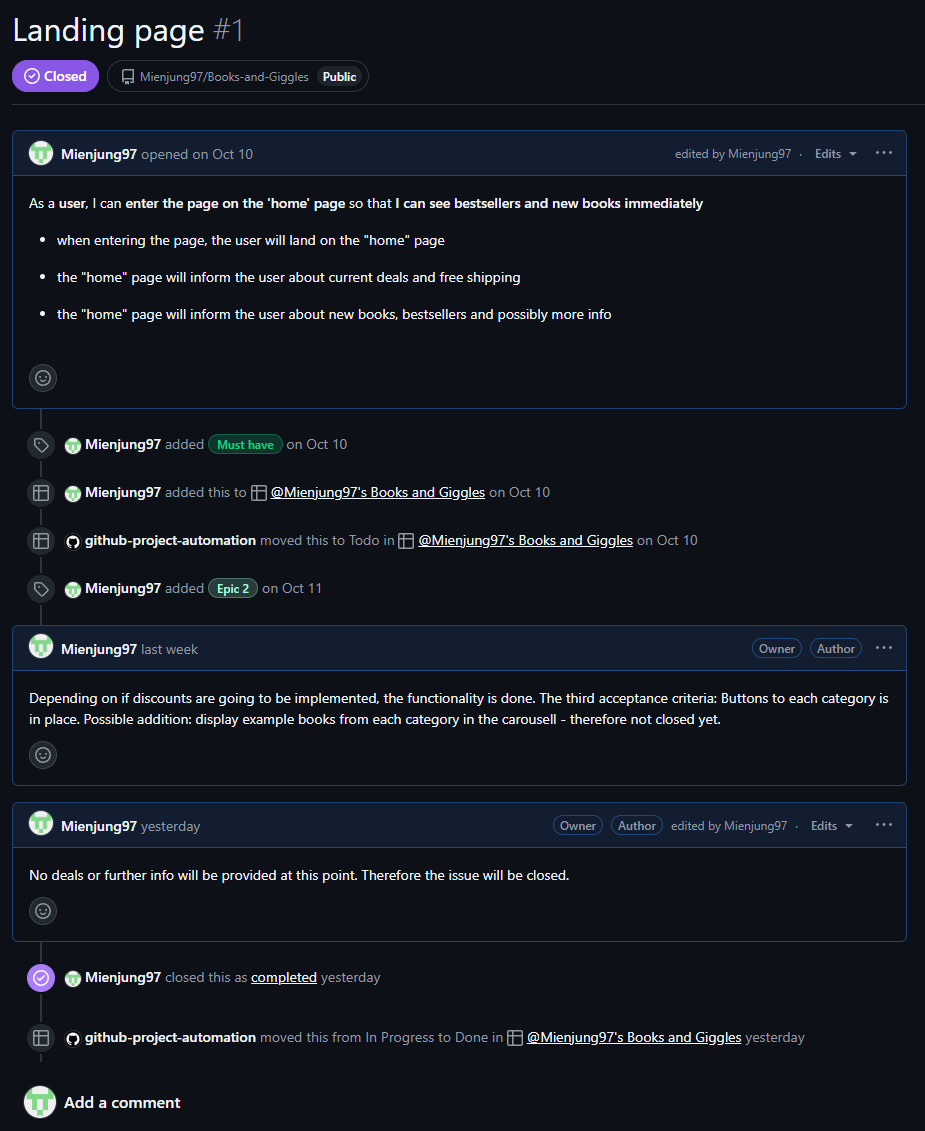 Landing page #1
Closed
Mienjung97/Books-and-Giggles Public
Mienjung97 opened on Oct 10
edited by Mienjung97 · Edits
As a user, I can enter the page on the 'home' page so that I can see bestsellers and new books immediately
• when entering the page, the user will land on the "home" page
• the "home" page will inform the user about current deals and free shipping
• the "home" page will inform the user about new books, bestsellers and possibly more info
Mienjung97 added Must have on Oct 10
Mienjung97 added this to @Mienjung97's Books and Giggles on Oct 10
github-project-automation moved this to Todo in @Mienjung97's Books and Giggles on Oct 10
Mienjung97 added Epic 2 on Oct 11
Mienjung97 last week
Owner Author
Depending on if discounts are going to be implemented, the functionality is done. The third acceptance criteria: Buttons to each category is
in place. Possible addition: display example books from each category in the carousell - therefore not closed yet.
Mienjung97 yesterday
Owner Author edited by Mienjung97 · Edits
No deals or further info will be provided at this point. Therefore the issue will be closed.
Mienjung97 closed this as completed yesterday
github-project-automation moved this from In Progress to Done in @Mienjung97's Books and Giggles yesterday
Add a comment